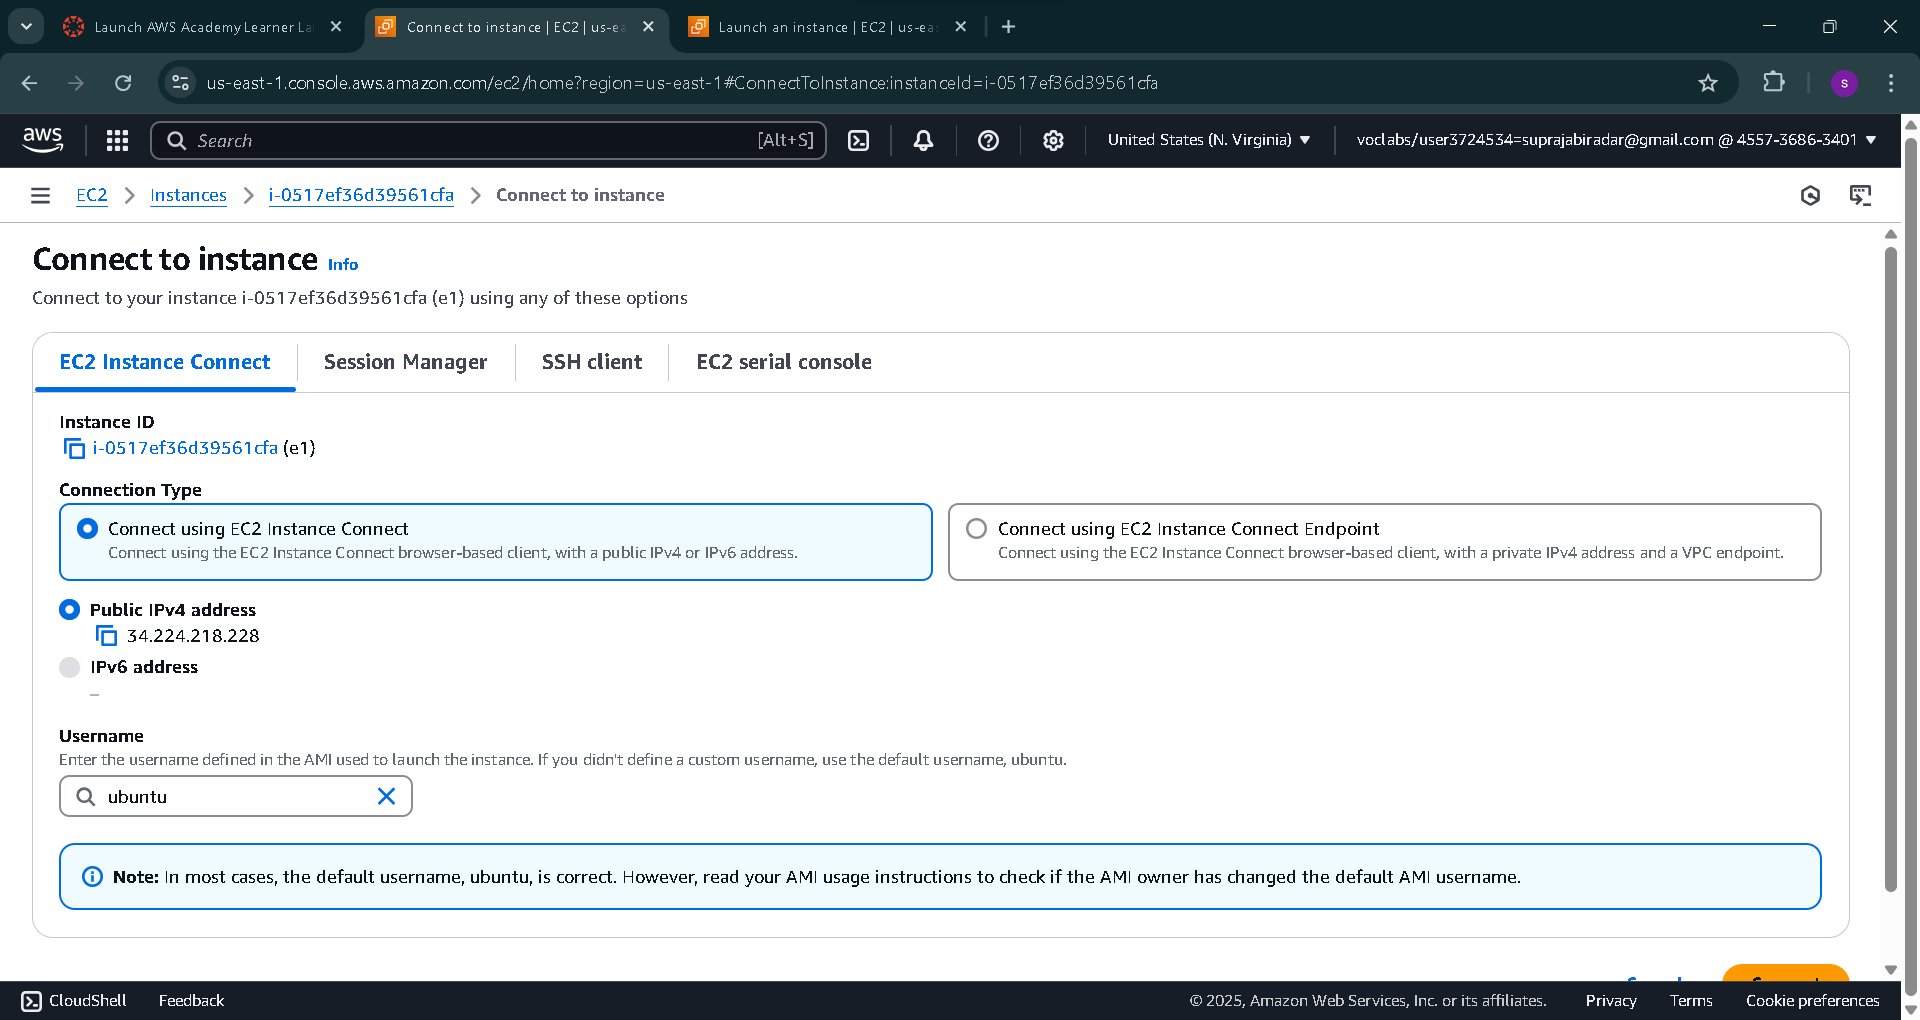 Launch AWS Academy Learner La
Connect to instance | EC2 | us-ea
Launch an instance | EC2 | us-eas
us-east-1.console.aws.amazon.com/ec2/home?region=us-east-1#ConnectToInstance:instanceId=i-0517ef36d39561cfa
s
aws
Search
[Alt+S]
United States (N. Virginia)
voclabs/user3724534=suprajabiradar@gmail.com @ 4557-3686-3401
EC2
Instances
i-0517ef36d39561cfa
Connect to instance
Connect to instance Info
Connect to your instance i-0517ef36d39561cfa (e1) using any of these options
EC2 Instance Connect
Session Manager
SSH client
EC2 serial console
Instance ID
i-0517ef36d39561cfa (e1)
Connection Type
Connect using EC2 Instance Connect
Connect using the EC2 Instance Connect browser-based client, with a public IPv4 or IPv6 address.
Connect using EC2 Instance Connect Endpoint
Connect using the EC2 Instance Connect browser-based client, with a private IPv4 address and a VPC endpoint.
Public IPv4 address
34.224.218.228
IPv6 address
–
Username
Enter the username defined in the AMI used to launch the instance. If you didn't define a custom username, use the default username, ubuntu.
ubuntu
Note: In most cases, the default username, ubuntu, is correct. However, read your AMI usage instructions to check if the AMI owner has changed the default AMI username.
CloudShell
Feedback
© 2025, Amazon Web Services, Inc. or its affiliates.
Privacy
Terms
Cookie preferences